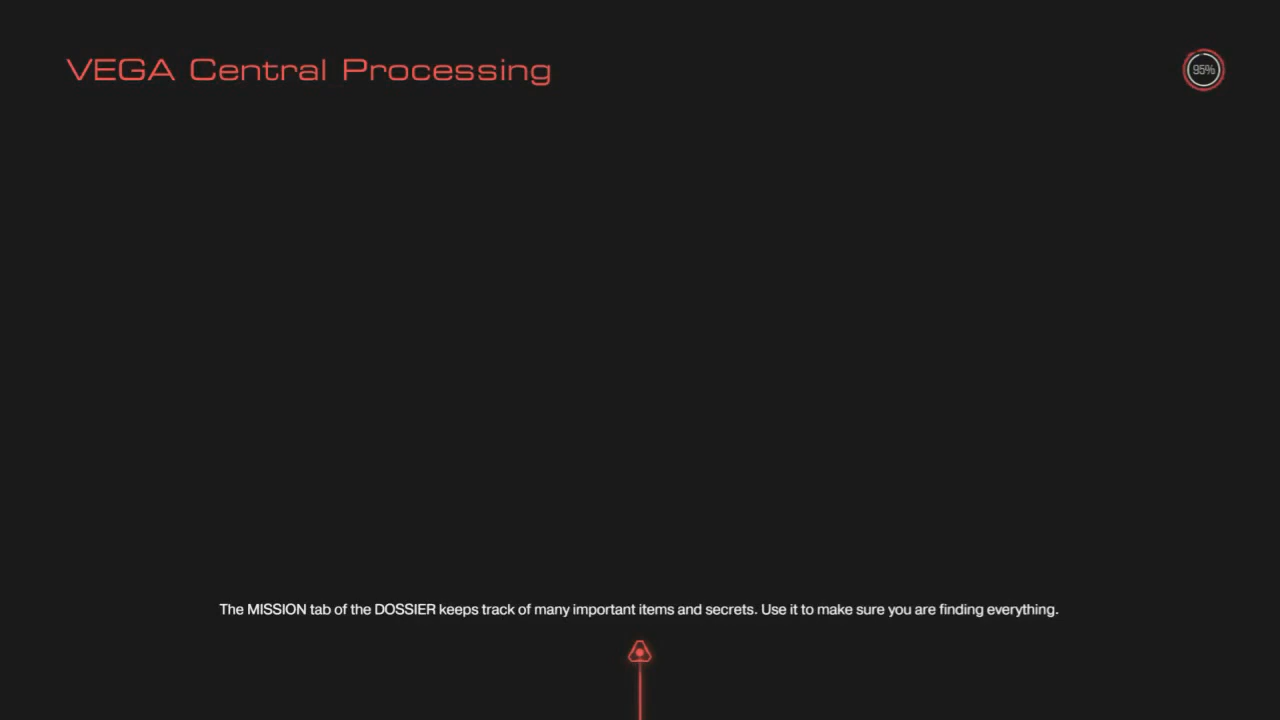 VEGA Central Processing
95%
The MISSION tab of the DOSSIER keeps track of many important items and secrets. Use it to make sure you are finding everything.